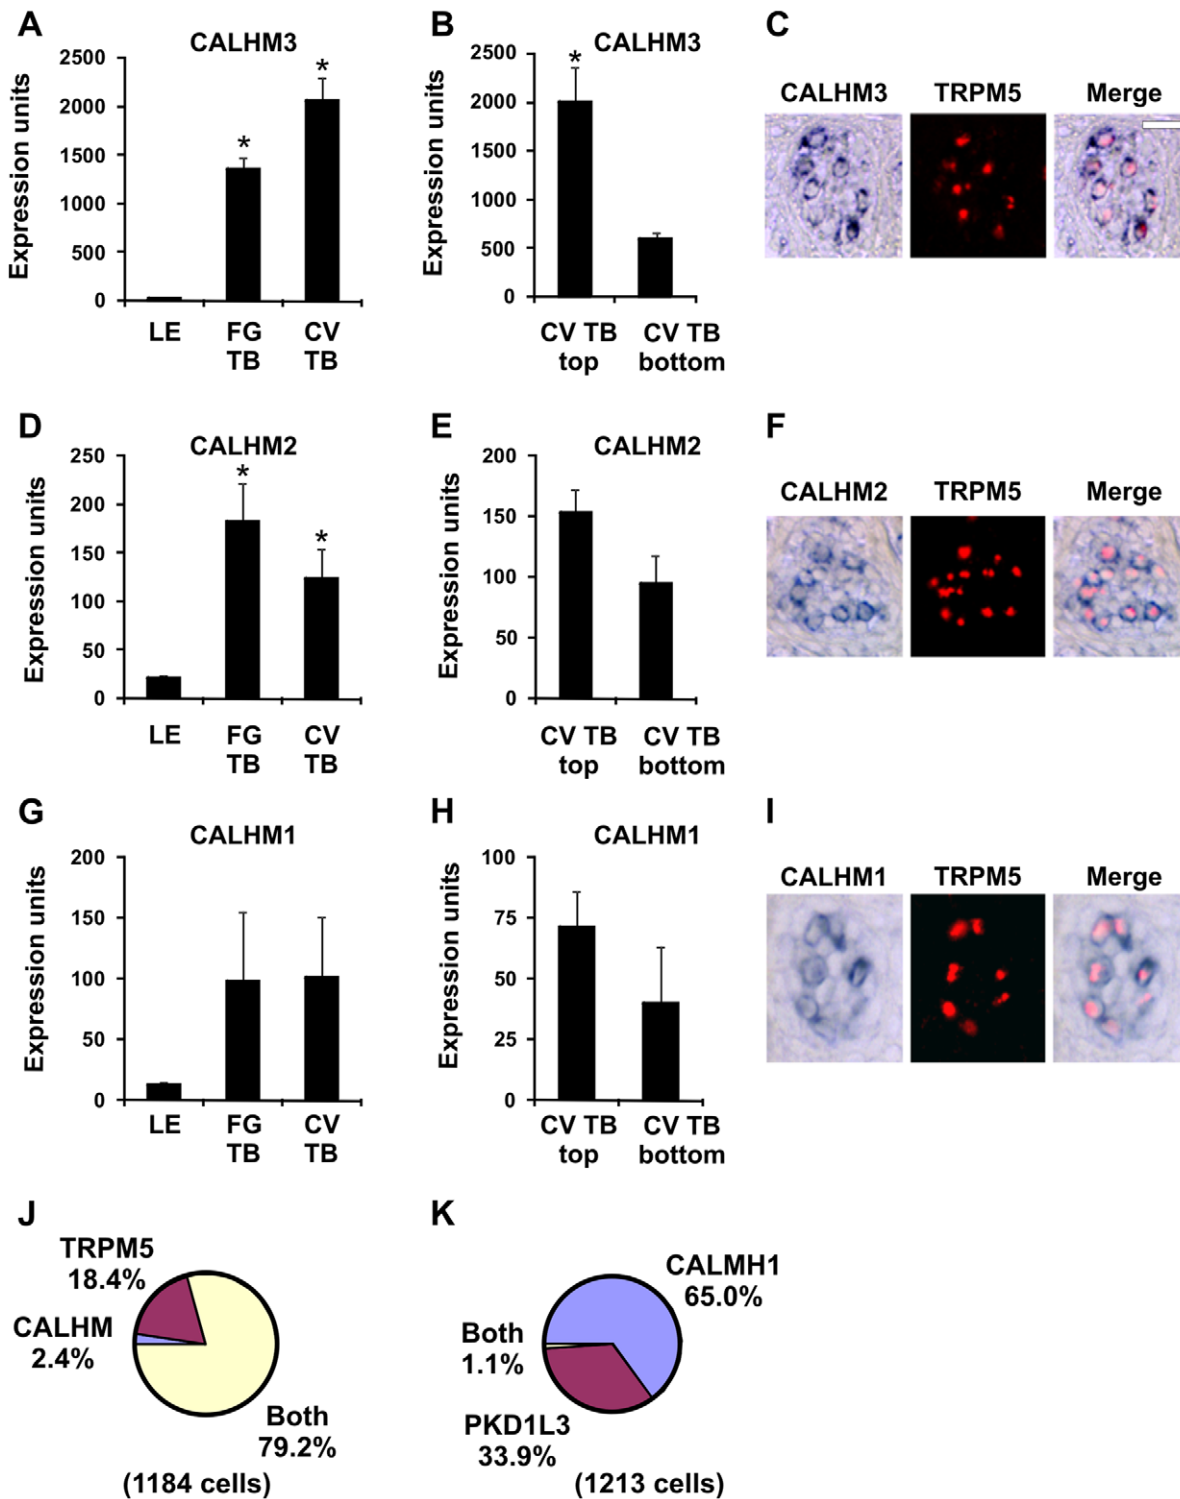 A
CALHM3
Expression units
2500
2000
1500
1000
500
0
*
*
LE
FG
TB
CV
TB
B
CALHM3
Expression units
2500
2000
1500
1000
500
0
*
CV TB
top
CV TB
bottom
C
CALHM3
TRPM5
Merge
D
CALHM2
Expression units
250
200
150
100
50
0
*
*
LE
FG
TB
CV
TB
E
CALHM2
Expression units
200
150
100
50
0
CV TB
top
CV TB
bottom
F
CALHM2
TRPM5
Merge
G
CALHM1
Expression units
200
150
100
50
0
LE
FG
TB
CV
TB
H
CALHM1
Expression units
100
75
50
25
0
CV TB
top
CV TB
bottom
I
CALHM1
TRPM5
Merge
J
TRPM5
18.4%
CALHM
2.4%
Both
79.2%
(1184 cells)
K
CALMH1
65.0%
Both
1.1%
PKD1L3
33.9%
(1213 cells)